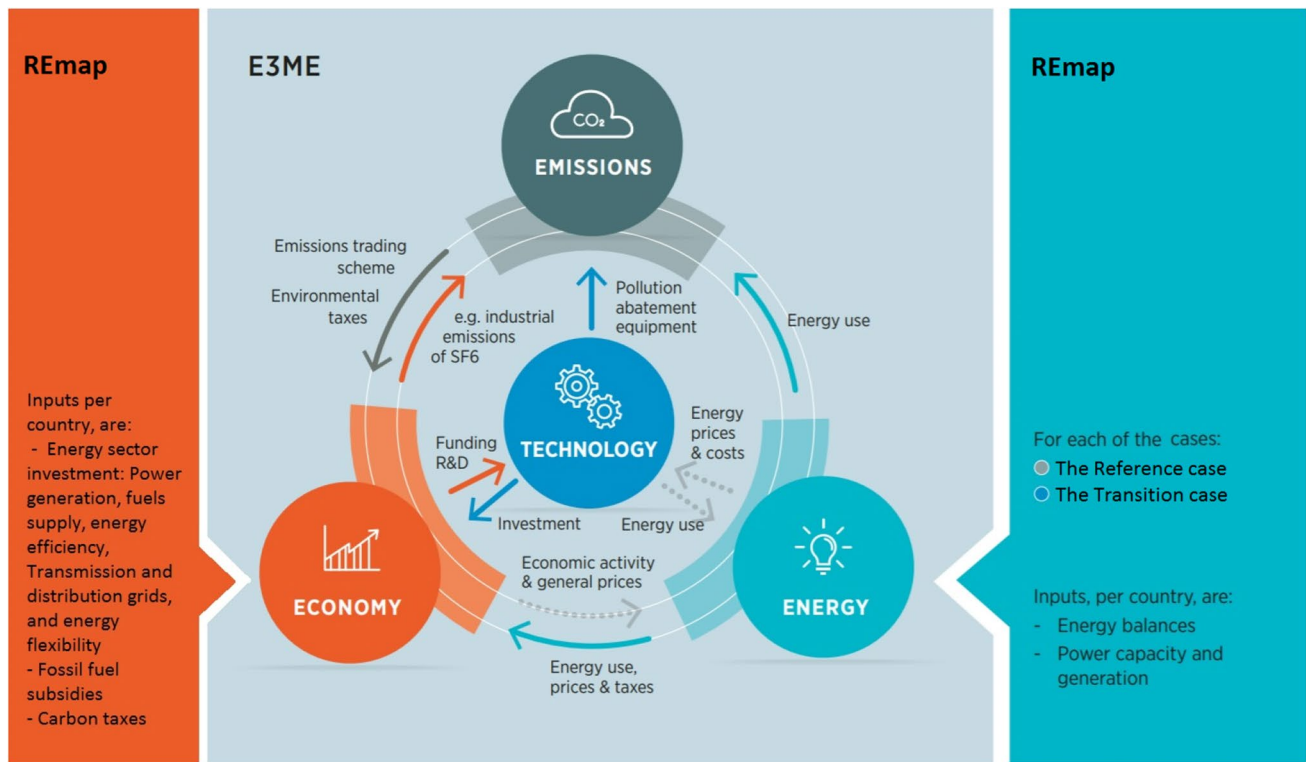 REmap
Inputs per
country, are:
- Energy sector
investment: Power
generation, fuels
supply, energy
efficiency,
Transmission and
distribution grids,
and energy
flexibility
- Fossil fuel
subsidies
- Carbon taxes
E3ME
CO₂
EMISSIONS
Emissions trading
scheme
Environmental
taxes
e.g. industrial
emissions
of SF6
Pollution
abatement
equipment
Energy use
TECHNOLOGY
Funding
R&D
Investment
Energy
prices
& costs
Energy use
ECONOMY
Economic activity
& general prices
Energy use,
prices & taxes
ENERGY
REmap
For each of the cases:
The Reference case
The Transition case
Inputs, per country, are:
- Energy balances
- Power capacity and
generation